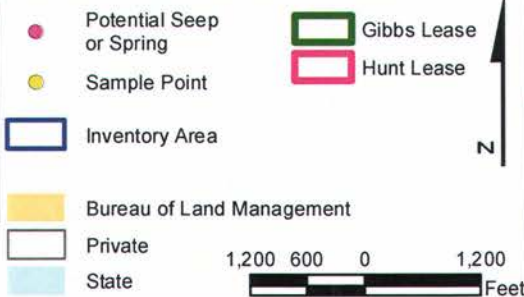 Potential Seep
or Spring
Sample Point
Inventory Area
Bureau of Land Management
Private
State
Gibbs Lease
Hunt Lease
N
1,200 600 0 1,200
Feet